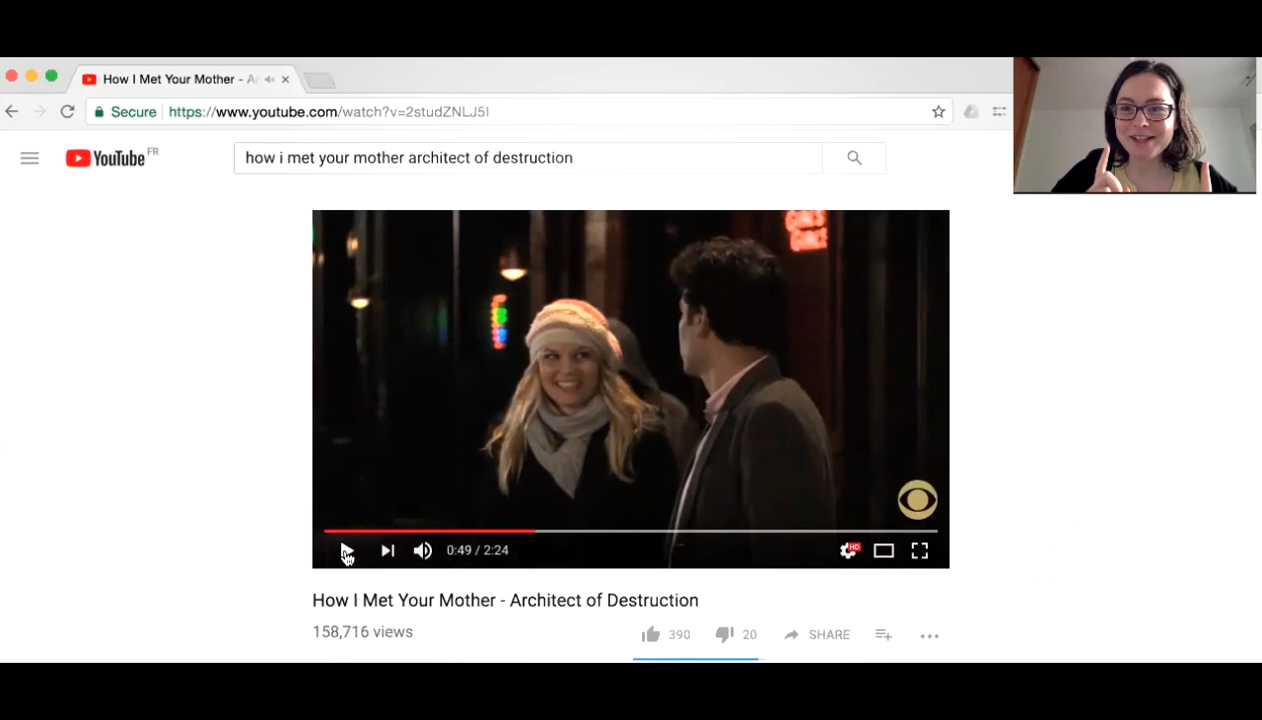 How I Met Your Mother - A
Secure https://www.youtube.com/watch?v=2studZNLJ5I
YouTube FR
how i met your mother architect of destruction
HD
0:49 / 2:24
How I Met Your Mother - Architect of Destruction
158,716 views
390 20 SHARE